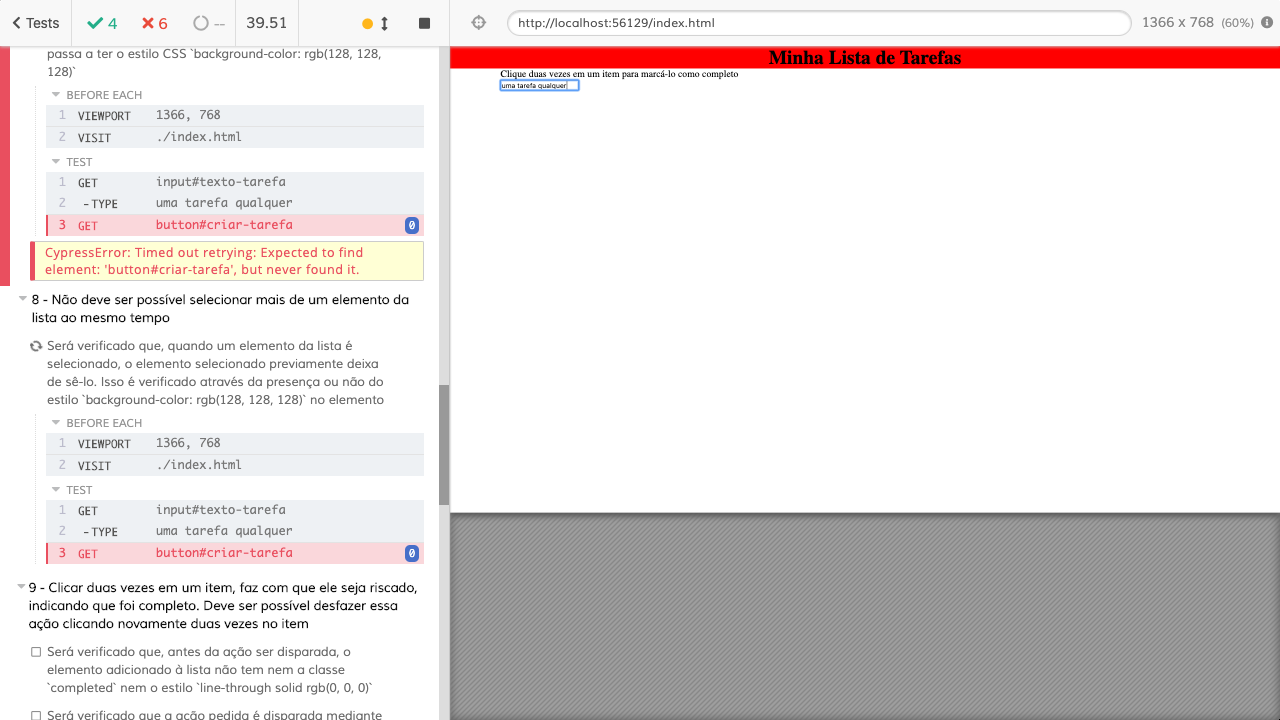 Tests
4
6
--
39.51
http://localhost:56129/index.html
1366 x 768 (60%)
passa a ter o estilo CSS `background-color: rgb(128, 128,
128)`
BEFORE EACH
1 VIEWPORT 1366, 768
2 VISIT ./index.html
TEST
1 GET input#texto-tarefa
2 -TYPE uma tarefa qualquer
3 GET button#criar-tarefa 0
CypressError: Timed out retrying: Expected to find
element: 'button#criar-tarefa', but never found it.
8 - Não deve ser possível selecionar mais de um elemento da
lista ao mesmo tempo
Será verificado que, quando um elemento da lista é
selecionado, o elemento selecionado previamente deixa
de sê-lo. Isso é verificado através da presença ou não do
estilo `background-color: rgb(128, 128, 128)` no elemento
BEFORE EACH
1 VIEWPORT 1366, 768
2 VISIT ./index.html
TEST
1 GET input#texto-tarefa
2 -TYPE uma tarefa qualquer
3 GET button#criar-tarefa 0
9 - Clicar duas vezes em um item, faz com que ele seja riscado,
indicando que foi completo. Deve ser possível desfazer essa
ação clicando novamente duas vezes no item
Será verificado que, antes da ação ser disparada, o
elemento adicionado à lista não tem nem a classe
`completed` nem o estilo `line-through solid rgb(0, 0, 0)`
Será verificado que a ação pedida é disparada mediante
Minha Lista de Tarefas
Clique duas vezes em um item para marcá-lo como completo
uma tarefa qualquer